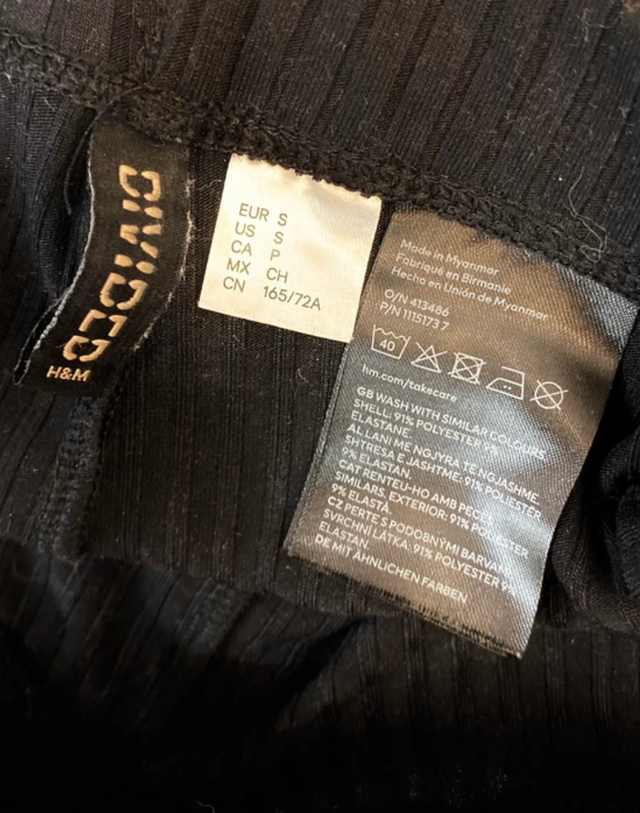 DIVIDED
H&M
EUR S
US S
CA P
MX CH
CN 165/72A
Made in Myanmar
Fabriqué en Birmanie
Hecho en Unión de Myanmar
O/N 413486
P/N 1115173 7
40
hm.com/takecare
GB WASH WITH SIMILAR COLOURS.
SHELL: 91% POLYESTER 9%
ELASTANE.
AL LANI ME NGJYRA TË NGJASHME.
SHTRESA E JASHTME: 91% POLIESTËR
9% ELASTAN.
CAT RENTEU-HO AMB PECES
SIMILARS. EXTERIOR: 91% POLIÈSTER
9% ELASTÀ.
CZ PERTE S PODOBNÝMI BARVAMI.
SVRCHNÍ LÁTKA: 91% POLYESTER 9%
ELASTAN.
DE MIT ÄHNLICHEN FARBEN